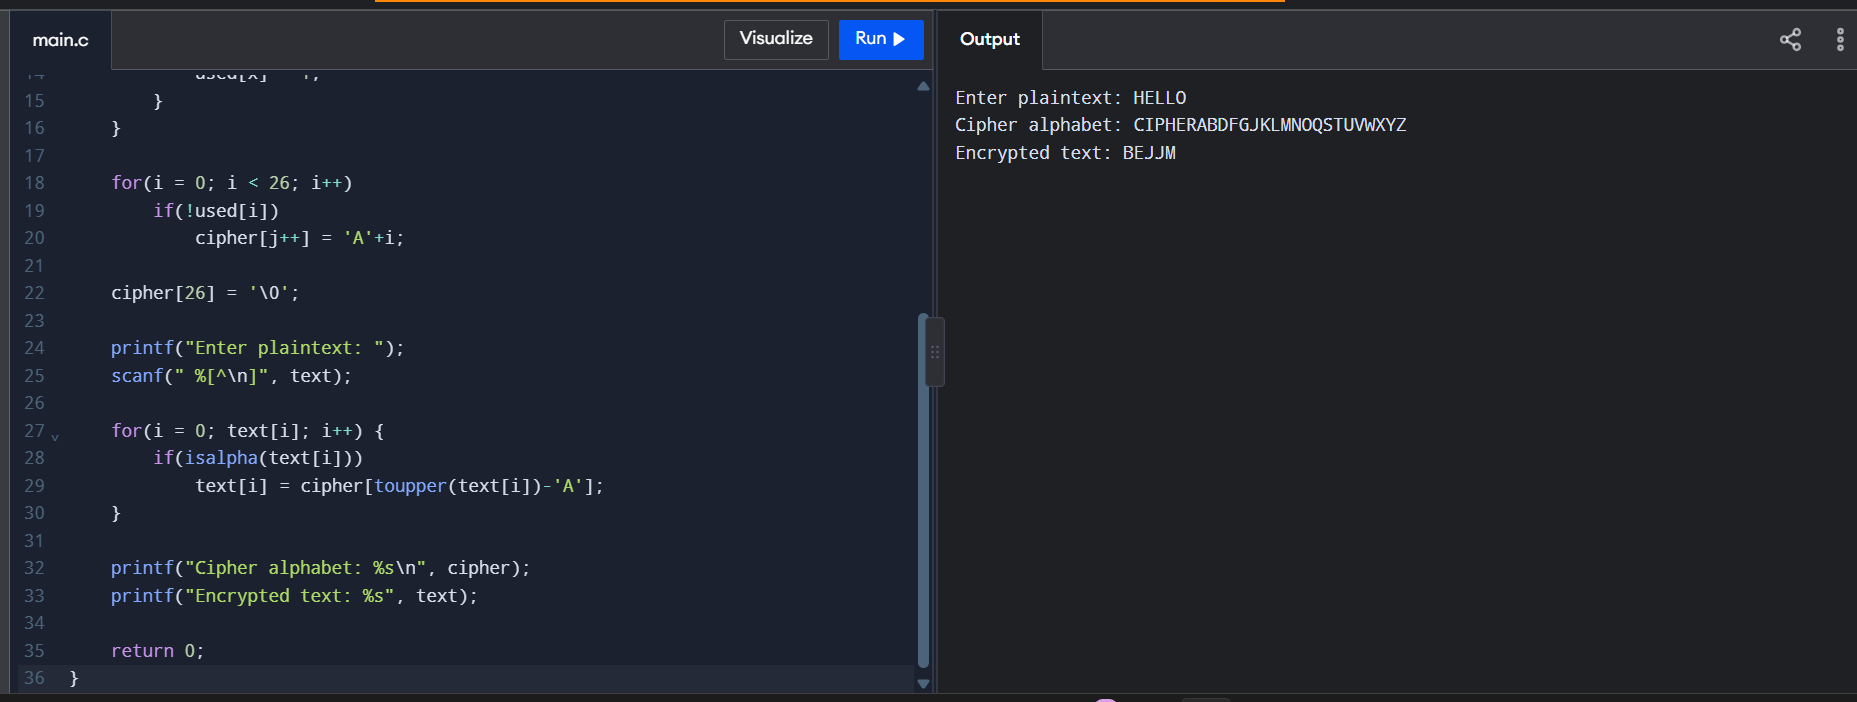 main.c
Visualize
Run
Output
14 used[x] = 1;
15 }
16 }
17
18 for(i = 0; i < 26; i++)
19 if(!used[i])
20 cipher[j++] = 'A'+i;
21
22 cipher[26] = '\0';
23
24 printf("Enter plaintext: ");
25 scanf(" %[^\n]", text);
26
27 for(i = 0; text[i]; i++) {
28 if(isalpha(text[i]))
29 text[i] = cipher[toupper(text[i])-'A'];
30 }
31
32 printf("Cipher alphabet: %s\n", cipher);
33 printf("Encrypted text: %s", text);
34
35 return 0;
36 }
Enter plaintext: HELLO
Cipher alphabet: CIPHERABDFGJKLMNOQSTUVWXYZ
Encrypted text: BEJJM